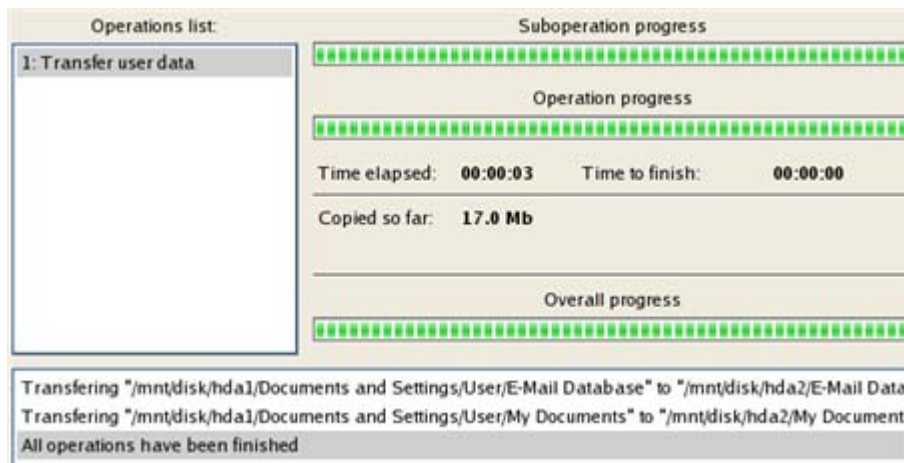 Operations list:
Suboperation progress
1: Transfer user data
Operation progress
Time elapsed: 00:00:03 Time to finish: 00:00:00
Copied so far: 17.0 Mb
Overall progress
Transfering "/mnt/disk/hda1/Documents and Settings/User/E-Mail Database" to "/mnt/disk/hda2/E-Mail Data
Transfering "/mnt/disk/hda1/Documents and Settings/User/My Documents" to "/mnt/disk/hda2/My Document
All operations have been finished